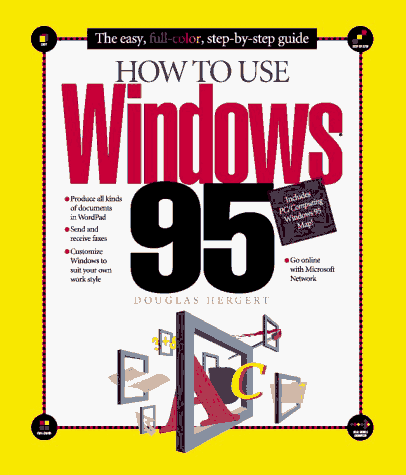 The easy, full-color, step-by-step guide
HOW TO USE
Windows
95
Produce all kinds
of documents
in WordPad
Send and
receive faxes
Customize
Windows to
suit your own
work style
Includes
PC/Computing
Windows 95
Map!
Go online
with Microsoft
Network
DOUGLAS HERGERT
A
C